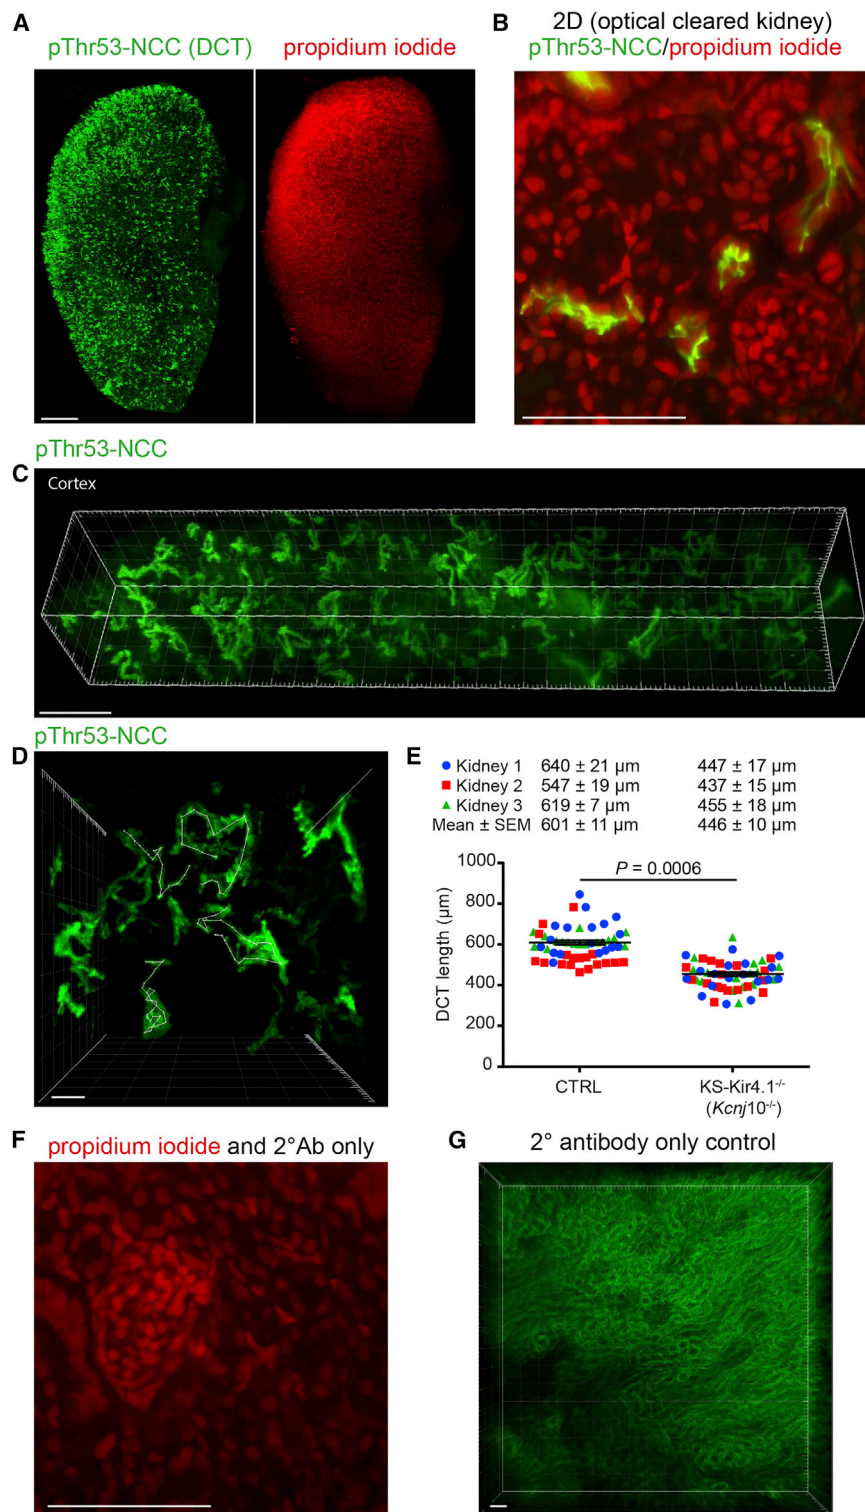 A
pThr53-NCC (DCT)
propidium iodide
B
2D (optical cleared kidney)
pThr53-NCC/propidium iodide
pThr53-NCC
C
Cortex
pThr53-NCC
D
E
Kidney 1 640 ± 21 µm 447 ± 17 µm
Kidney 2 547 ± 19 µm 437 ± 15 µm
Kidney 3 619 ± 7 µm 455 ± 18 µm
Mean ± SEM 601 ± 11 µm 446 ± 10 µm
P = 0.0006
DCT length (µm)
1000
800
600
400
200
0
CTRL
KS-Kir4.1-/-
(Kcnj10-/-)
F
propidium iodide and 2°Ab only
G
2° antibody only control